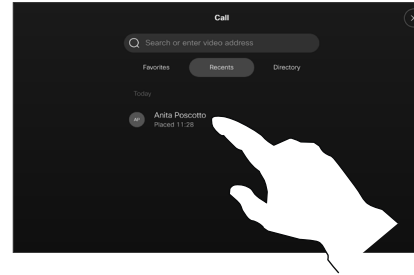 Call
Search or enter video address
Favorites Recents Directory
Today
AP
Anita Poscotto
Placed 11:28